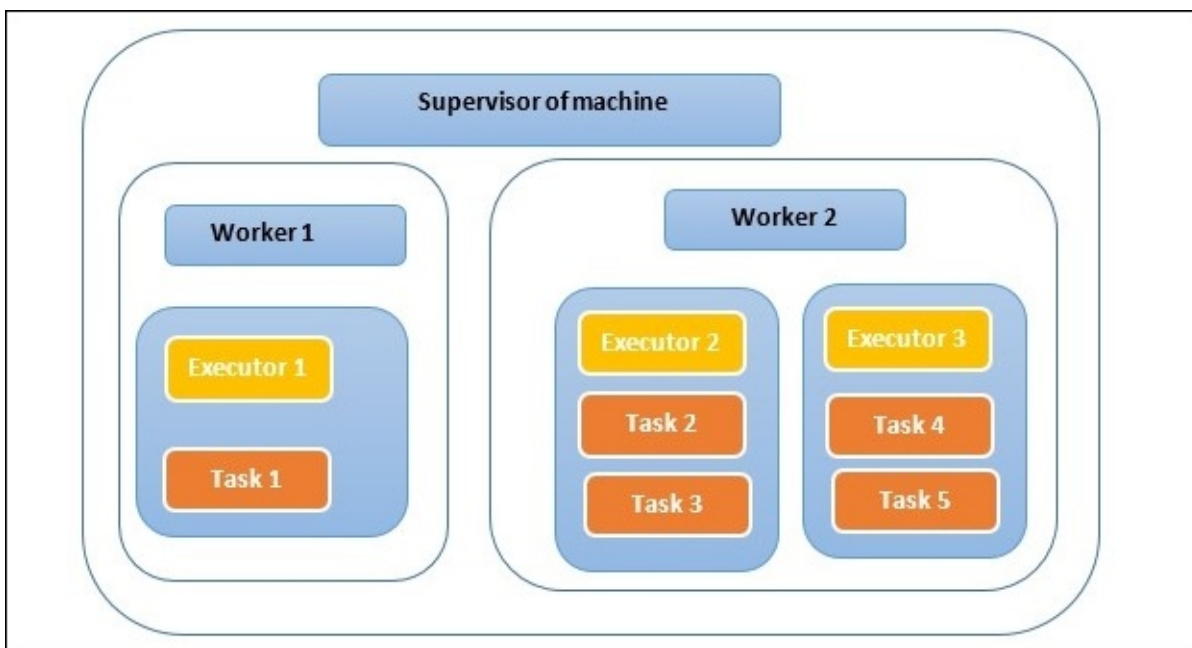 Supervisor of machine
Worker 1
Executor 1
Task 1
Worker 2
Executor 2
Task 2
Task 3
Executor 3
Task 4
Task 5